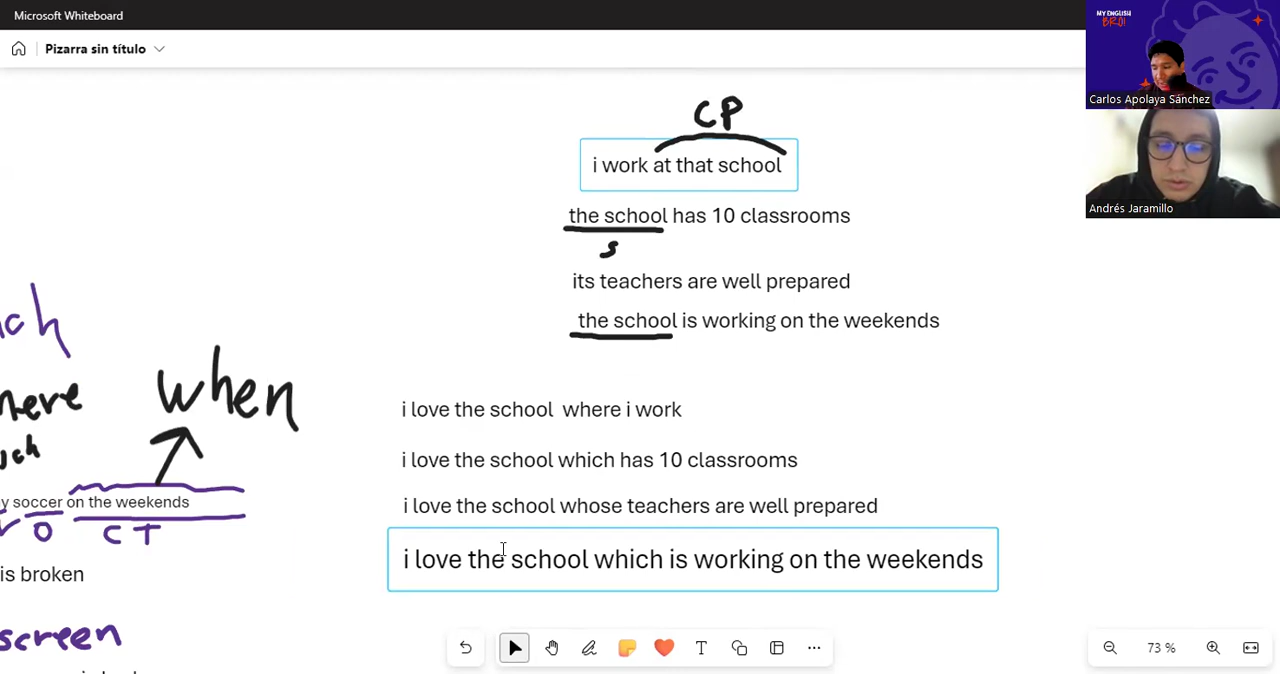 Microsoft Whiteboard
Pizarra sin título
MY ENGLISH
BRO!
Carlos Apolaya Sánchez
Andrés Jaramillo
CP
i work at that school
the school has 10 classrooms
S
its teachers are well prepared
the school is working on the weekends
when
i love the school where i work
i love the school which has 10 classrooms
i love the school whose teachers are well prepared
i love the school which is working on the weekends
y soccer on the weekends
O C T
is broken
screen
73 %